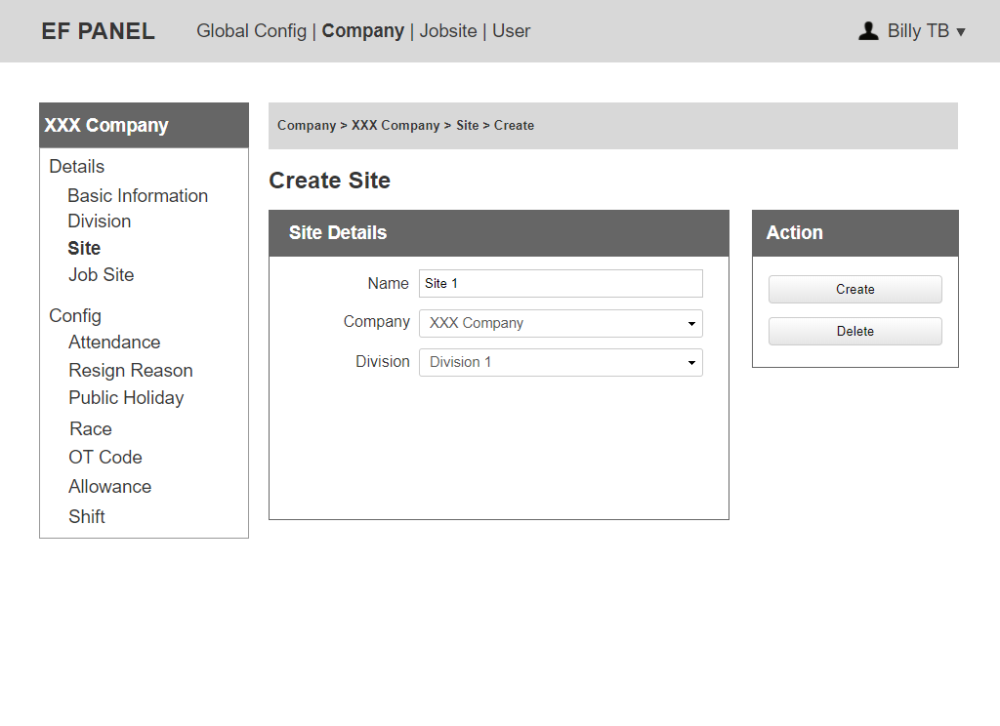 EF PANEL
Global Config | Company | Jobsite | User
Billy TB ▼
XXX Company
Details
Basic Information
Division
Site
Job Site
Config
Attendance
Resign Reason
Public Holiday
Race
OT Code
Allowance
Shift
Company > XXX Company > Site > Create
Create Site
Site Details
Name Site 1
Company XXX Company
Division Division 1
Action
Create
Delete